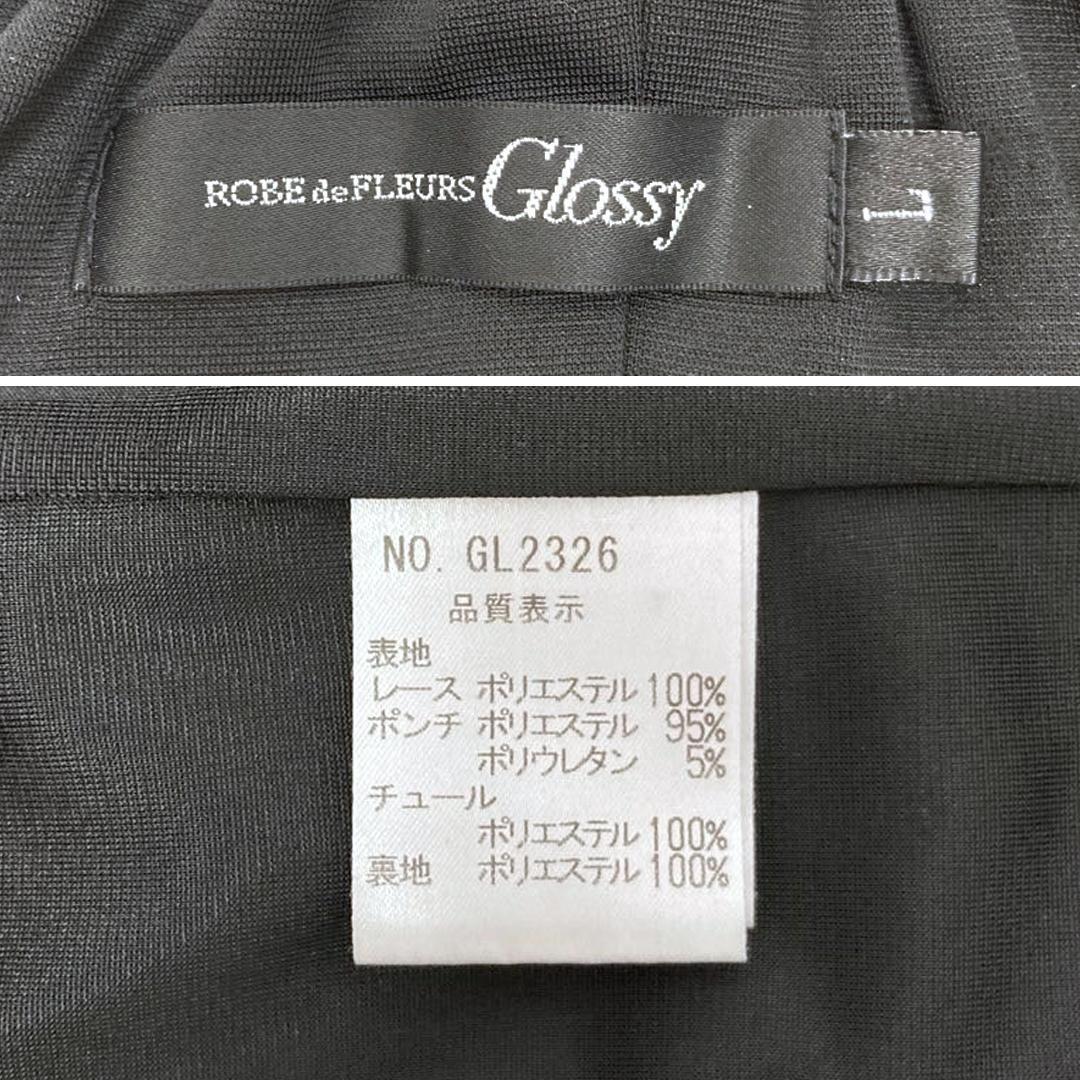 ROBE de FLEURS Glossy
L
NO. GL2326
品質表示
表地
レース ポリエステル 100%
ポンチ ポリエステル 95%
ポリウレタン 5%
チュール
ポリエステル 100%
裏地 ポリエステル 100%